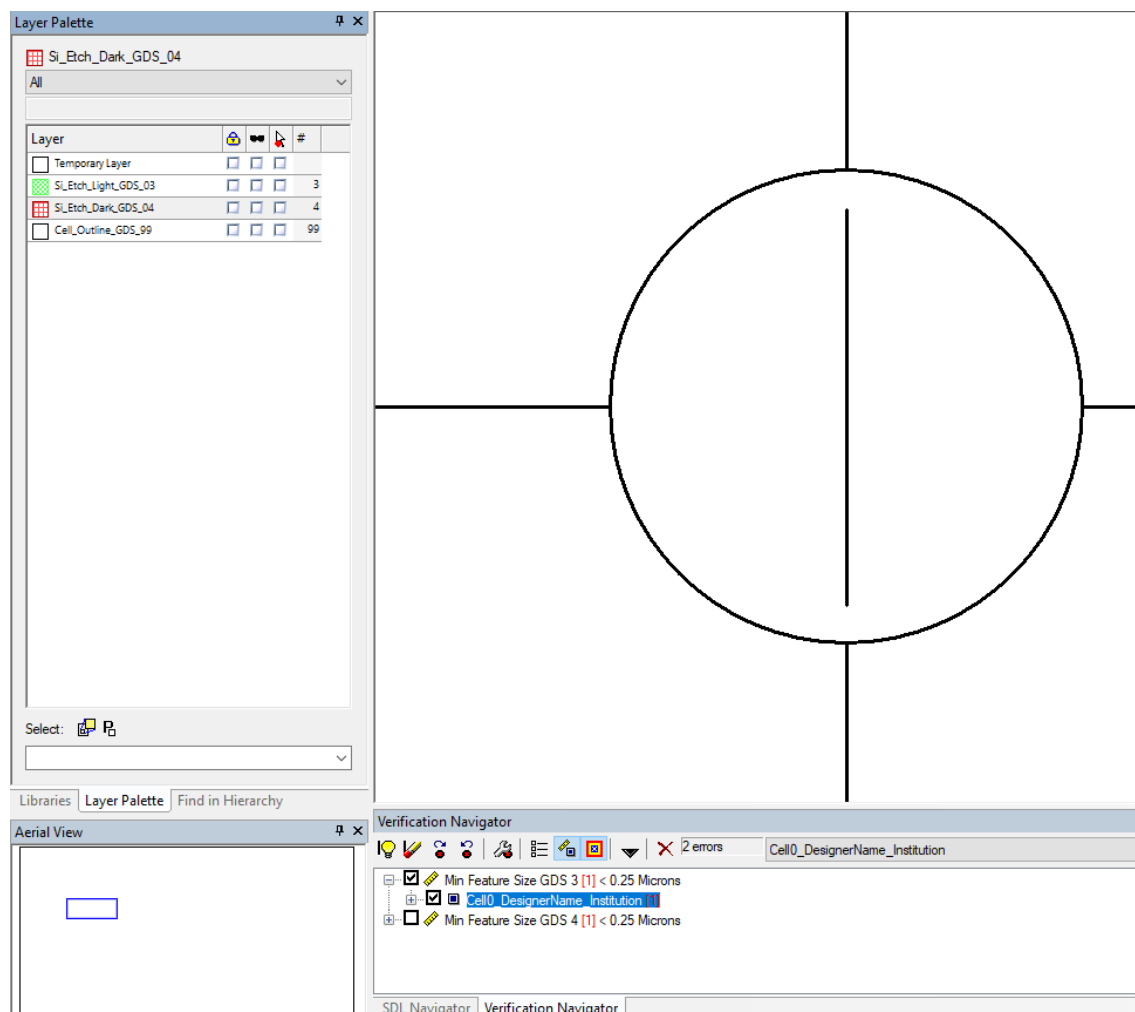 Layer Palette
Si_Etch_Dark_GDS_04
All
Layer #
Temporary Layer
Si_Etch_Light_GDS_03 3
Si_Etch_Dark_GDS_04 4
Cell_Outline_GDS_99 99
Select:
Libraries Layer Palette Find in Hierarchy
Aerial View
Verification Navigator
2 errors Cell0_DesignerName_Institution
Min Feature Size GDS 3 [1] < 0.25 Microns
Cell0_DesignerName_Institution [1]
Min Feature Size GDS 4 [1] < 0.25 Microns
SDL Navigator Verification Navigator